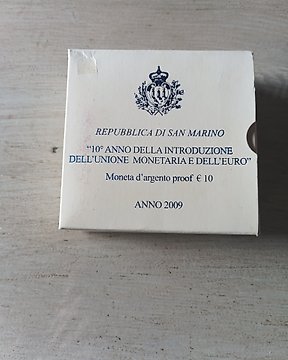 REPUBBLICA DI SAN MARINO
"10° ANNO DELLA INTRODUZIONE
DELL'UNIONE MONETARIA E DELL'EURO"
Moneta d'argento proof € 10
ANNO 2009